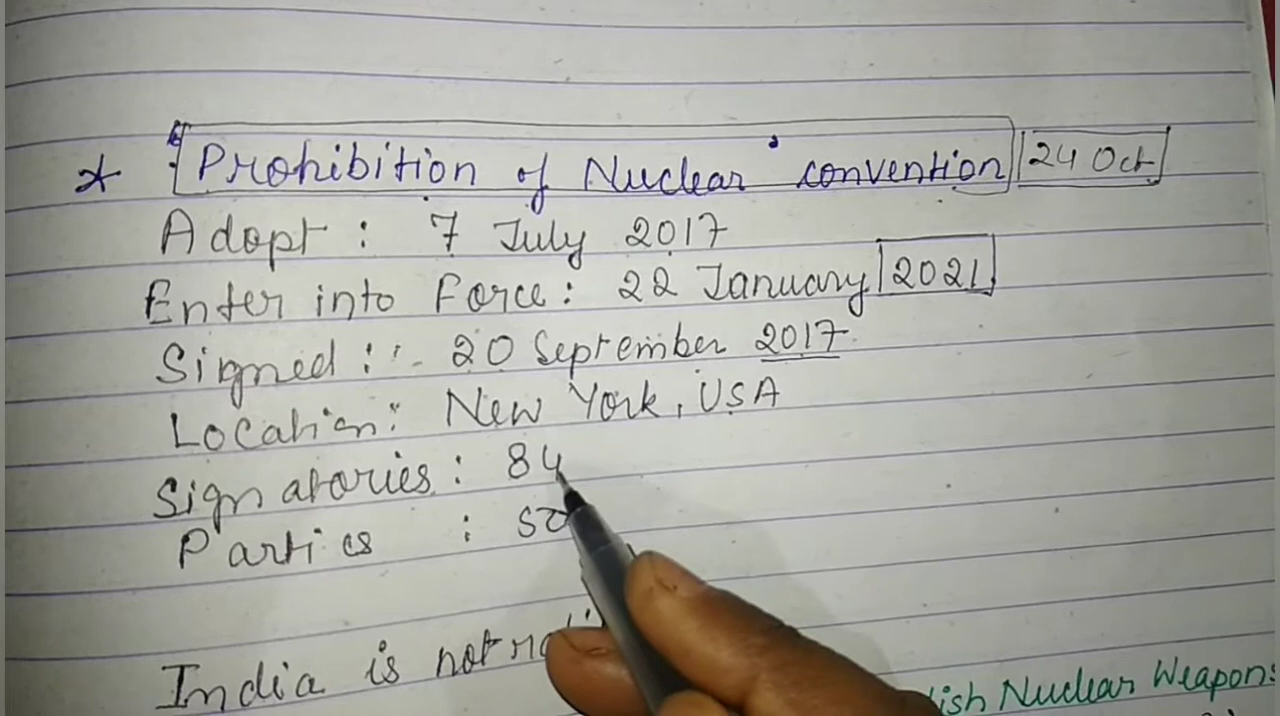 * Prohibition of Nuclear convention 24 Oct
Adopt : 7 July 2017
Enter into Force : 22 January 2021
Signed :- 20 September 2017
Location : New York, USA
Signatories : 84
Parties : 50
India is not
Nuclear Weapons